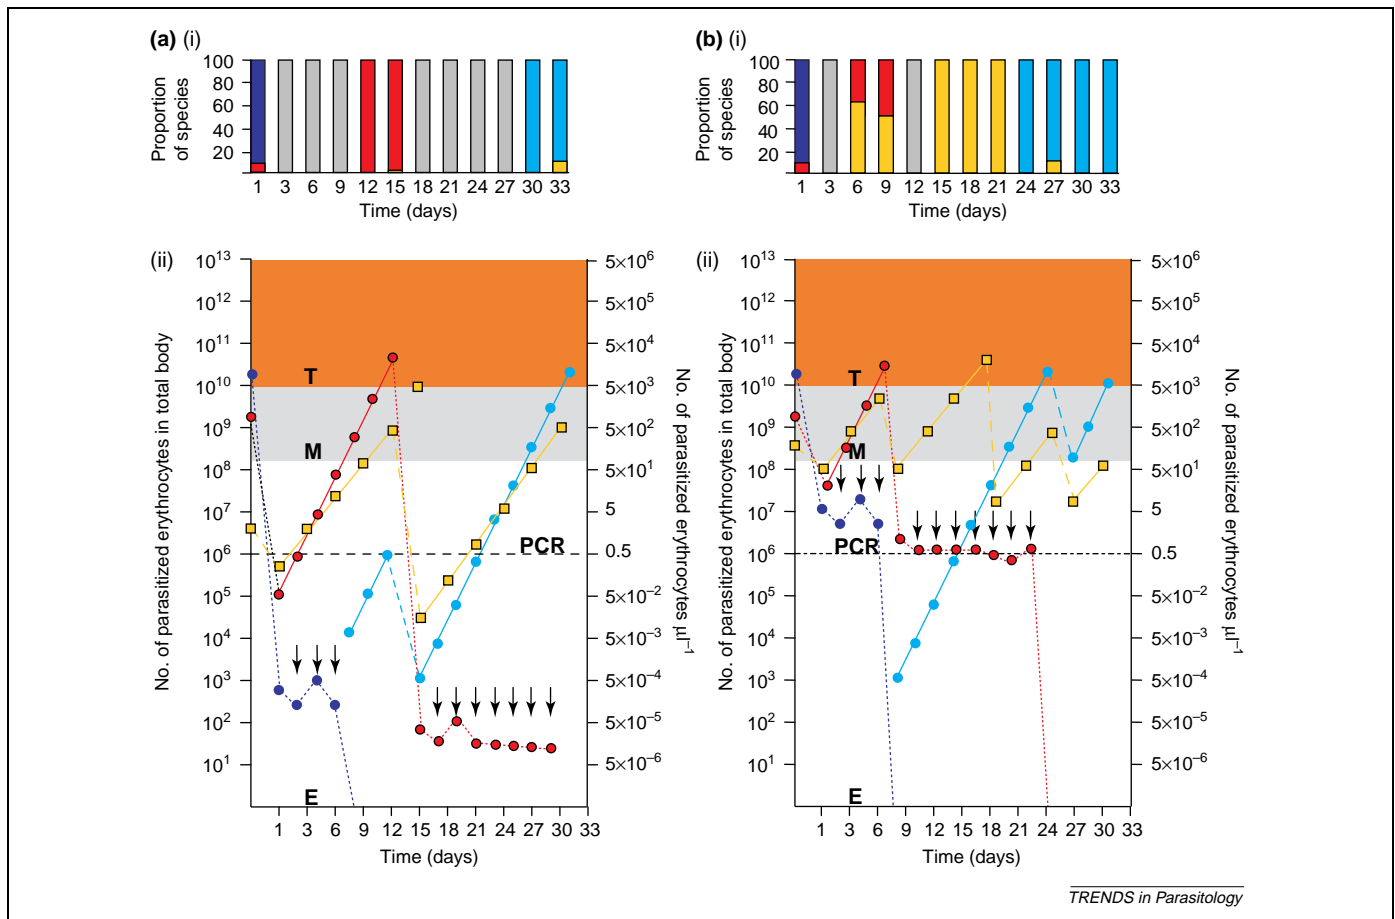 (a) (i)
Proportion
of species
100
80
60
40
20
1 3 6 9 12 15 18 21 24 27 30 33
Time (days)
(b) (i)
Proportion
of species
100
80
60
40
20
1 3 6 9 12 15 18 21 24 27 30 33
Time (days)
(ii)
No. of parasitized erythrocytes in total body
10¹³
10¹²
10¹¹
10¹⁰
10⁹
10⁸
10⁷
10⁶
10⁵
10⁴
10³
10²
10¹
T
M
PCR
E
5×10⁶
5×10⁵
5×10⁴
5×10³
5×10²
5×10¹
5
0.5
5×10⁻²
5×10⁻³
5×10⁻⁴
5×10⁻⁵
5×10⁻⁶
No. of parasitized erythrocytes μl⁻¹
1 3 6 9 12 15 18 21 24 27 30 33
Time (days)
(ii)
No. of parasitized erythrocytes in total body
10¹³
10¹²
10¹¹
10¹⁰
10⁹
10⁸
10⁷
10⁶
10⁵
10⁴
10³
10²
10¹
T
M
PCR
E
5×10⁶
5×10⁵
5×10⁴
5×10³
5×10²
5×10¹
5
0.5
5×10⁻²
5×10⁻³
5×10⁻⁴
5×10⁻⁵
5×10⁻⁶
No. of parasitized erythrocytes μl⁻¹
1 3 6 9 12 15 18 21 24 27 30 33
Time (days)
TRENDS in Parasitology